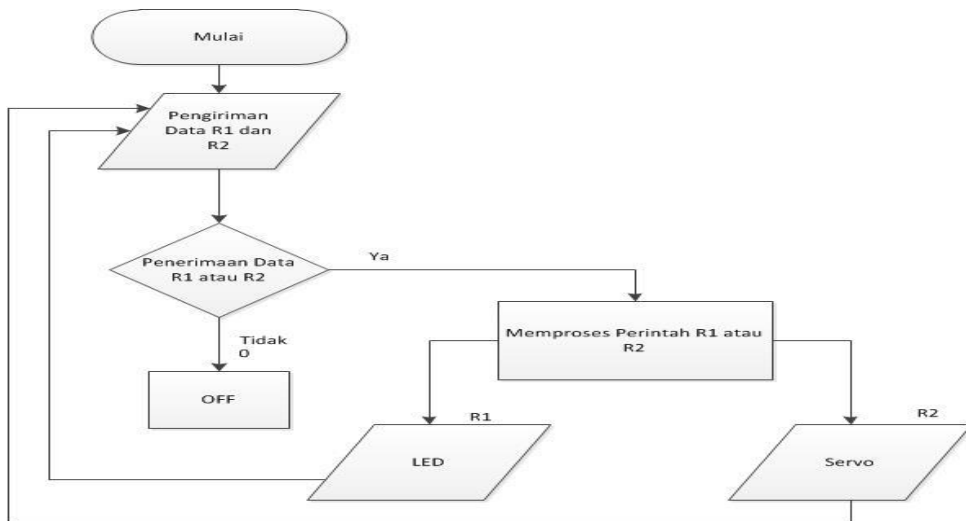 Mulai
Pengiriman
Data R1 dan
R2
Penerimaan Data
R1 atau R2
Ya
Tidak
0
OFF
Memproses Perintah R1 atau
R2
R1
LED
R2
Servo